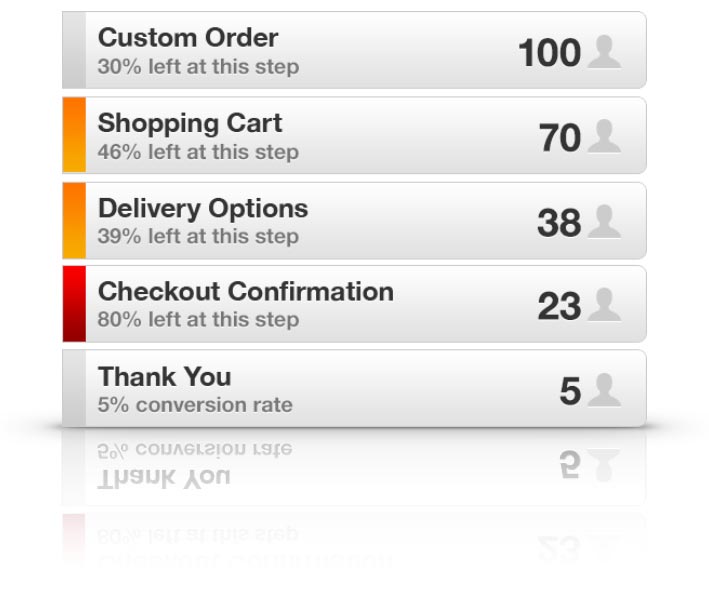 Custom Order
30% left at this step
100
Shopping Cart
46% left at this step
70
Delivery Options
39% left at this step
38
Checkout Confirmation
80% left at this step
23
Thank You
5% conversion rate
5